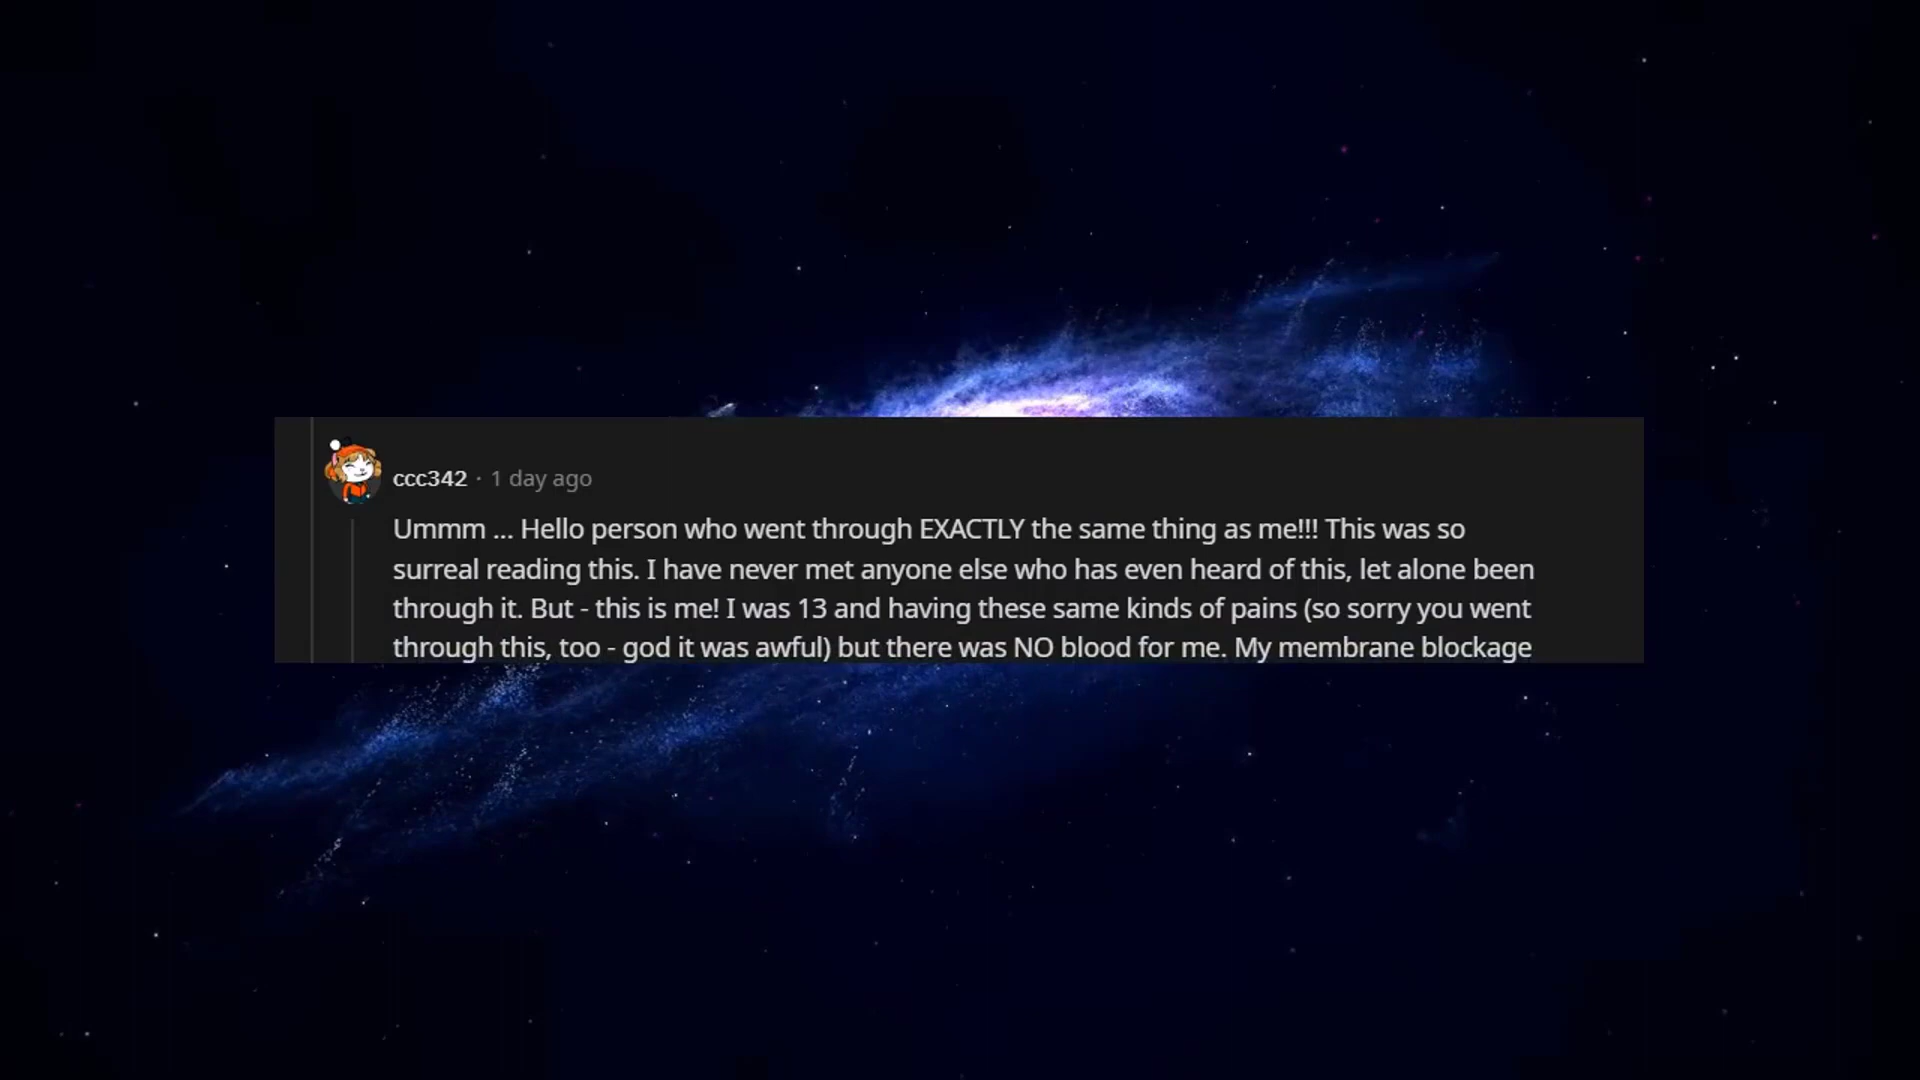 ccc342 · 1 day ago
Ummm ... Hello person who went through EXACTLY the same thing as me!!! This was so
surreal reading this. I have never met anyone else who has even heard of this, let alone been
through it. But - this is me! I was 13 and having these same kinds of pains (so sorry you went
through this, too - god it was awful) but there was NO blood for me. My membrane blockage